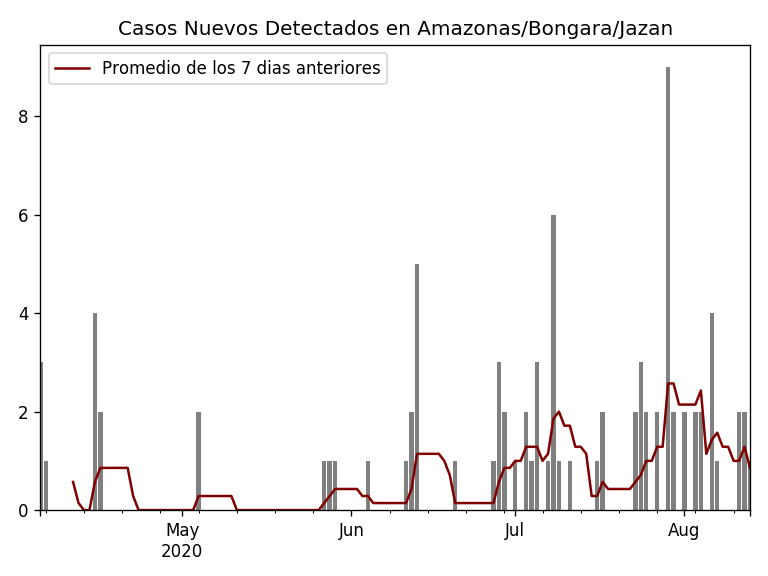 Casos Nuevos Detectados en Amazonas/Bongara/Jazan
Promedio de los 7 dias anteriores
8
6
4
2
0
May
2020
Jun
Jul
Aug